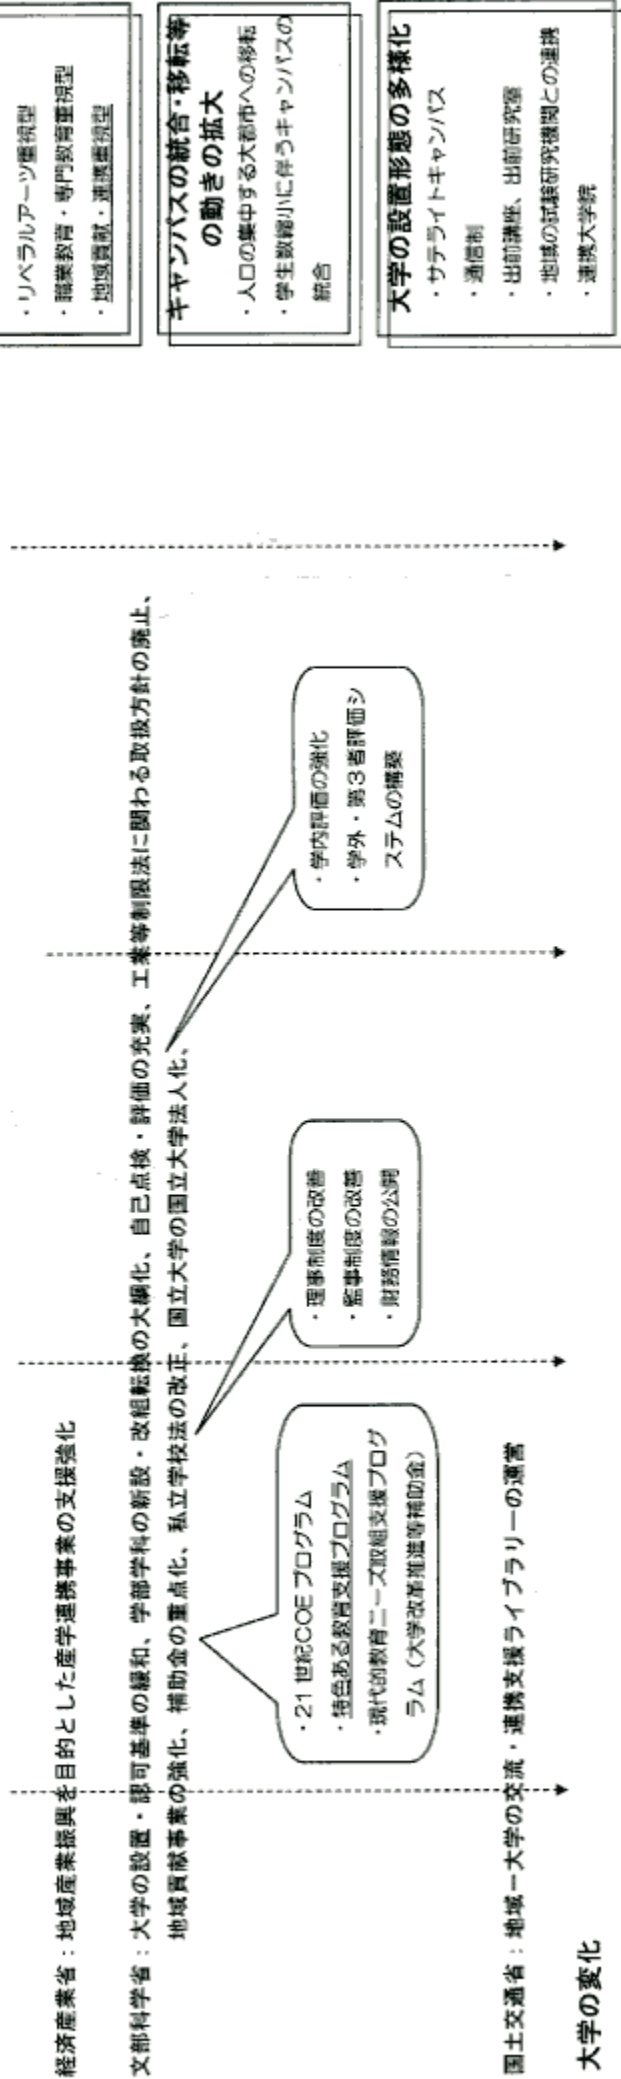 経済産業省：地域産業振興を目的とした産学連携事業の支援強化
文部科学省：大学の設置・認可基準の緩和、学部学科の新設・改組転換の大綱化、自己点検・評価の充実、工業等制限法に関わる取扱方針の廃止、
地域貢献事業の強化、補助金の重点化、私立学校法の改正、国立大学の国立大学法人化、
・21世紀COEプログラム
・特色ある教育支援プログラム
・現代的教育ニーズ取組支援プログ
ラム（大学改革推進等補助金）
・理事制度の改善
・監事制度の改善
・財務情報の公開
・学内評価の強化
・学外・第3者評価シ
ステムの構築
国土交通省：地域ー大学の交流・連携支援ライブラリーの運営
大学の変化
・リベラルアーツ重視型
・職業教育・専門教育重視型
・地域貢献・連携重視型
キャンパスの統合・移転等
の動きの拡大
・人口の集中する大都市への移転
・学生数縮小に伴うキャンパスの
統合
大学の設置形態の多様化
・サテライトキャンパス
・通信制
・出前講座、出前研究室
・地域の試験研究機関との連携
・連携大学院